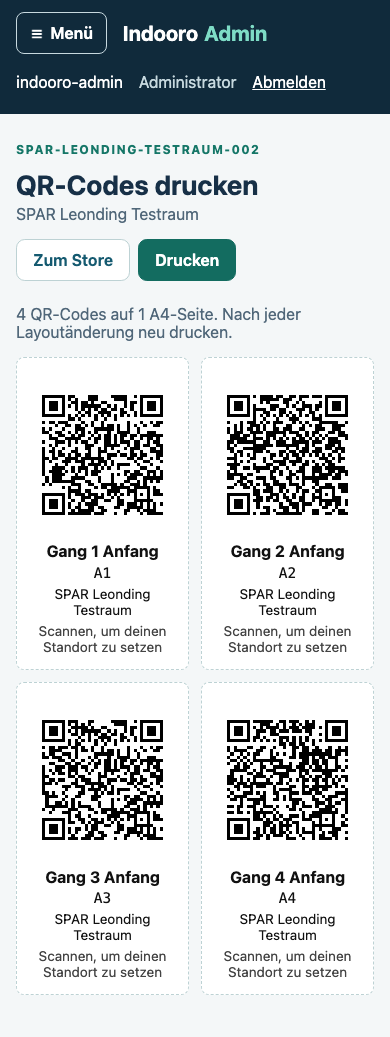 ≡ Menü
Indooro Admin
indooro-admin Administrator Abmelden
SPAR-LEONDING-TESTRAUM-002
QR-Codes drucken
SPAR Leonding Testraum
Zum Store
Drucken
4 QR-Codes auf 1 A4-Seite. Nach jeder
Layoutänderung neu drucken.
Gang 1 Anfang
A1
SPAR Leonding
Testraum
Scannen, um deinen
Standort zu setzen
Gang 2 Anfang
A2
SPAR Leonding
Testraum
Scannen, um deinen
Standort zu setzen
Gang 3 Anfang
A3
SPAR Leonding
Testraum
Scannen, um deinen
Standort zu setzen
Gang 4 Anfang
A4
SPAR Leonding
Testraum
Scannen, um deinen
Standort zu setzen